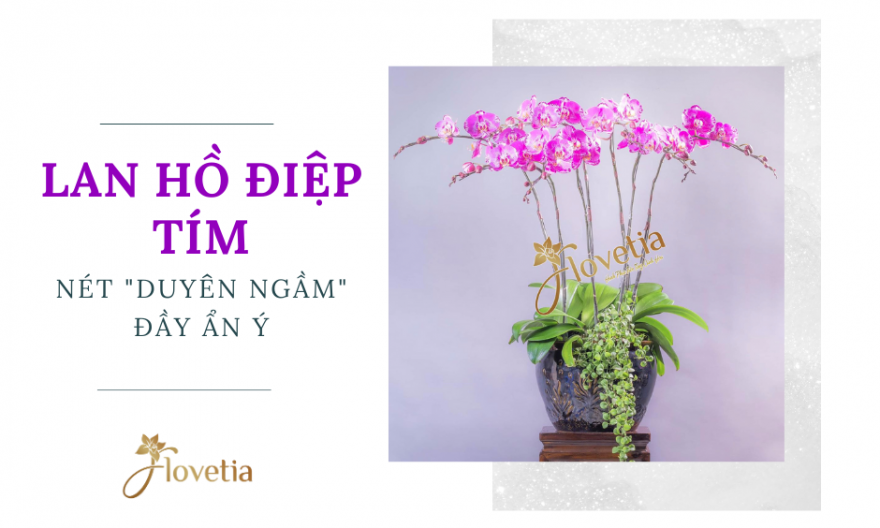 LAN HỒ ĐIỆP
TÍM
NÉT "DUYÊN NGẦM"
ĐẦY ẨN Ý
Flovetia
Flovetia